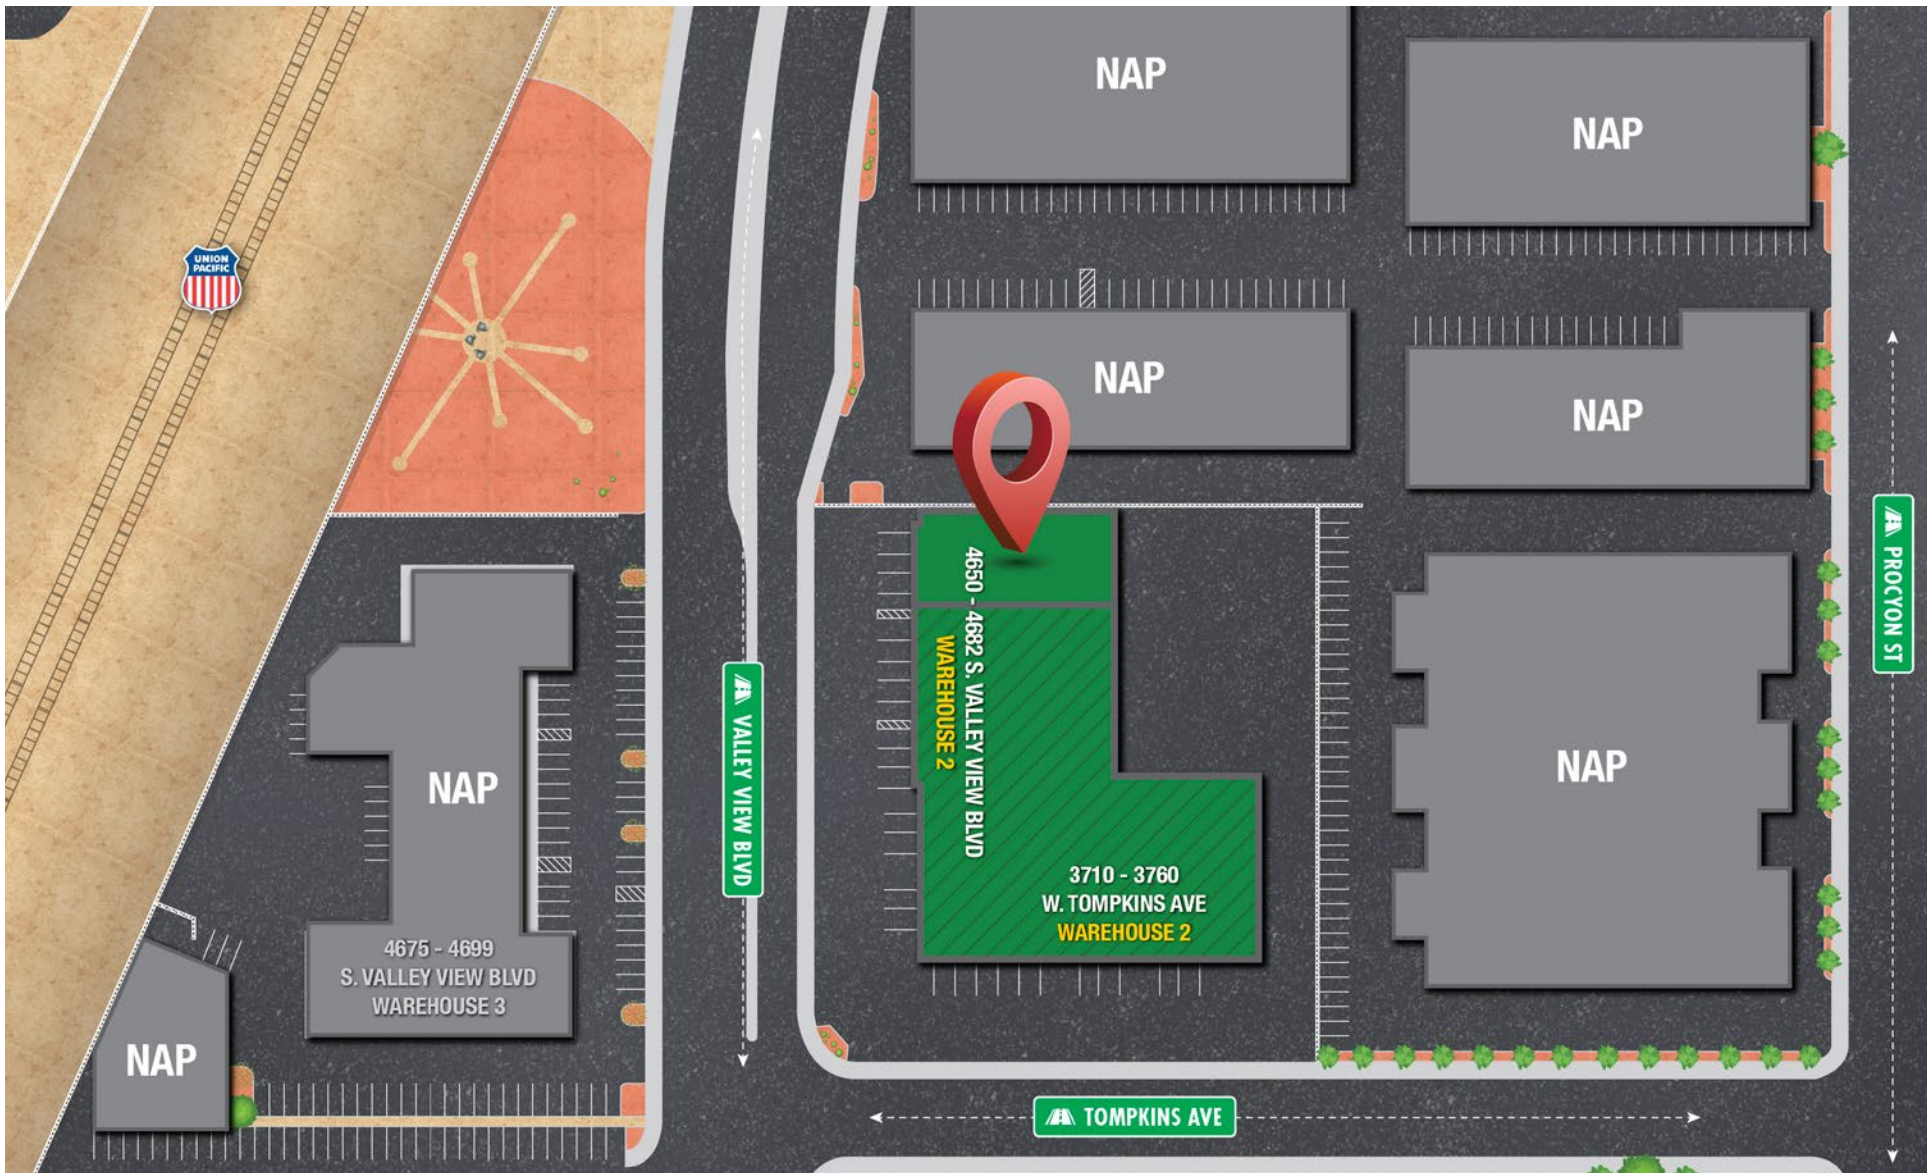 NAP
NAP
UNION
PACIFIC
NAP
NAP
PROCYON ST
4650 - 4682 S. VALLEY VIEW BLVD
WAREHOUSE 2
VALLEY VIEW BLVD
NAP
NAP
3710 - 3760
W. TOMPKINS AVE
WAREHOUSE 2
4675 - 4699
S. VALLEY VIEW BLVD
WAREHOUSE 3
NAP
TOMPKINS AVE